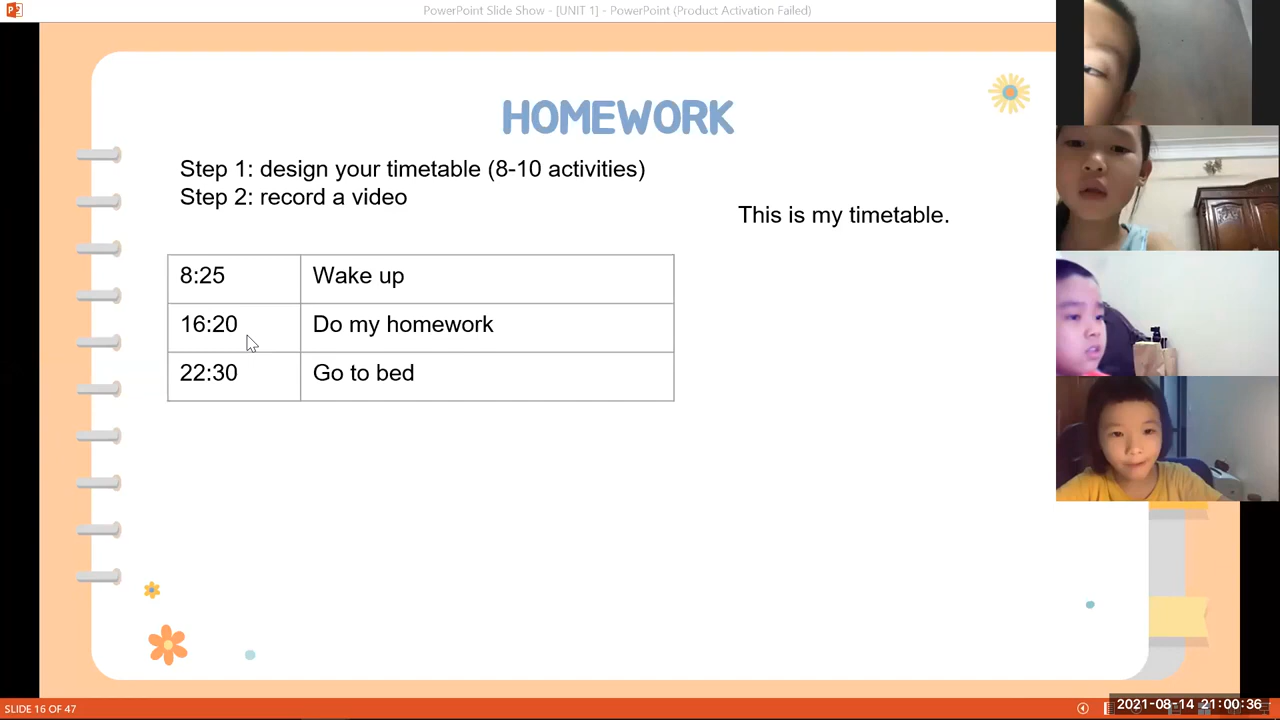 PowerPoint Slide Show - [UNIT 1] - PowerPoint (Product Activation Failed)
HOMEWORK
Step 1: design your timetable (8-10 activities)
Step 2: record a video
This is my timetable.
8:25 Wake up
16:20 Do my homework
22:30 Go to bed
SLIDE 16 OF 47
2021-08-14 21:00:36